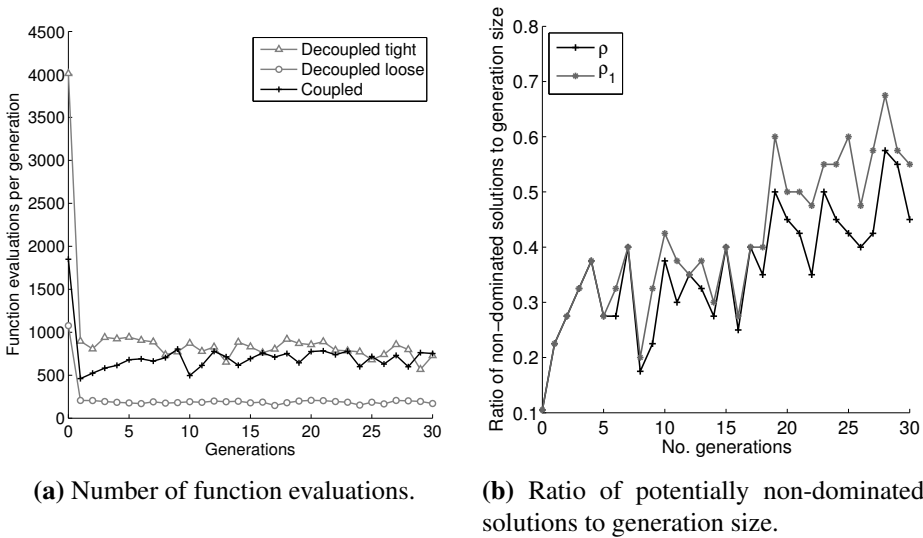 Function evaluations per generation
4500
4000
3500
3000
2500
2000
1500
1000
500
0
0 5 10 15 20 25 30
Generations
Decoupled tight
Decoupled loose
Coupled
(a) Number of function evaluations.
Ratio of non−dominated solutions to generation size
0.8
0.7
0.6
0.5
0.4
0.3
0.2
0.1
0 5 10 15 20 25 30
No. generations
ρ
ρ1
(b) Ratio of potentially non-dominated
solutions to generation size.